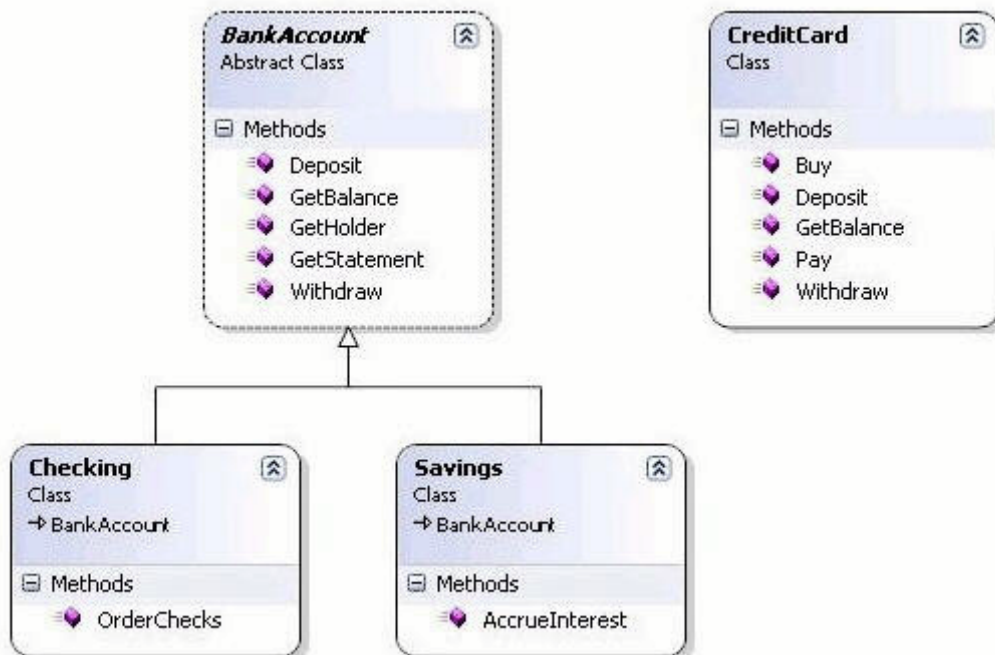 BankAccount
Abstract Class
Methods
Deposit
GetBalance
GetHolder
GetStatement
Withdraw
CreditCard
Class
Methods
Buy
Deposit
GetBalance
Pay
Withdraw
Checking
Class
BankAccount
Methods
OrderChecks
Savings
Class
BankAccount
Methods
AccrueInterest